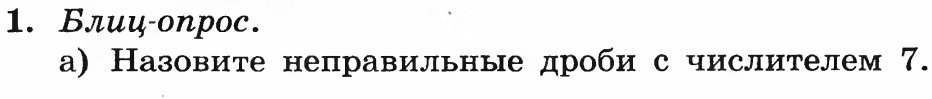 1. Блиц-опрос.
а) Назовите неправильные дроби с числителем 7.